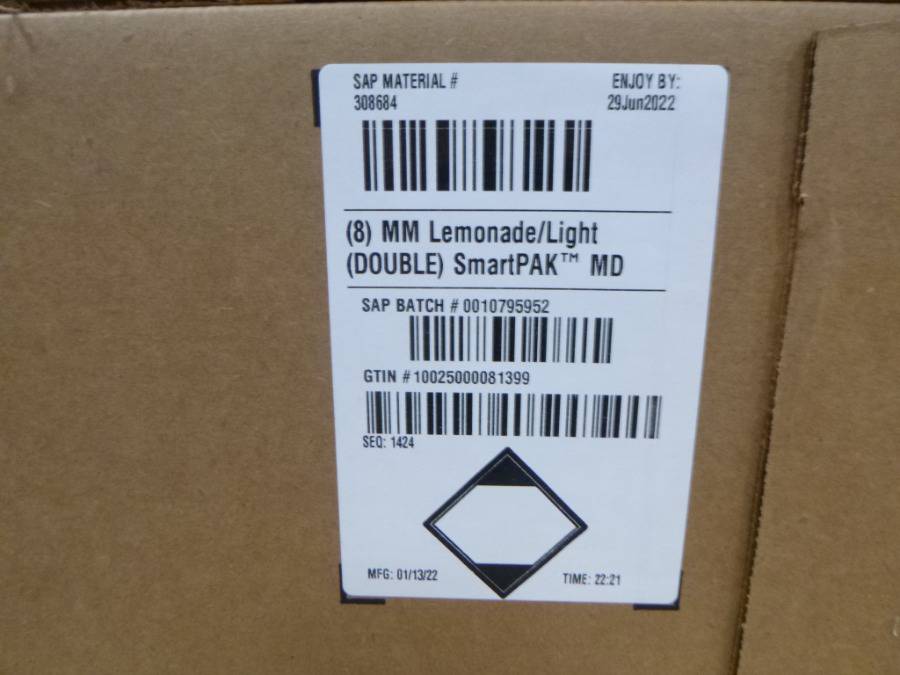 SAP MATERIAL #
308684
ENJOY BY:
29Jun2022
(8) MM Lemonade/Light
(DOUBLE) SmartPAK™ MD
SAP BATCH # 0010795952
GTIN # 10025000081399
SEQ: 1424
MFG: 01/13/22
TIME: 22:21